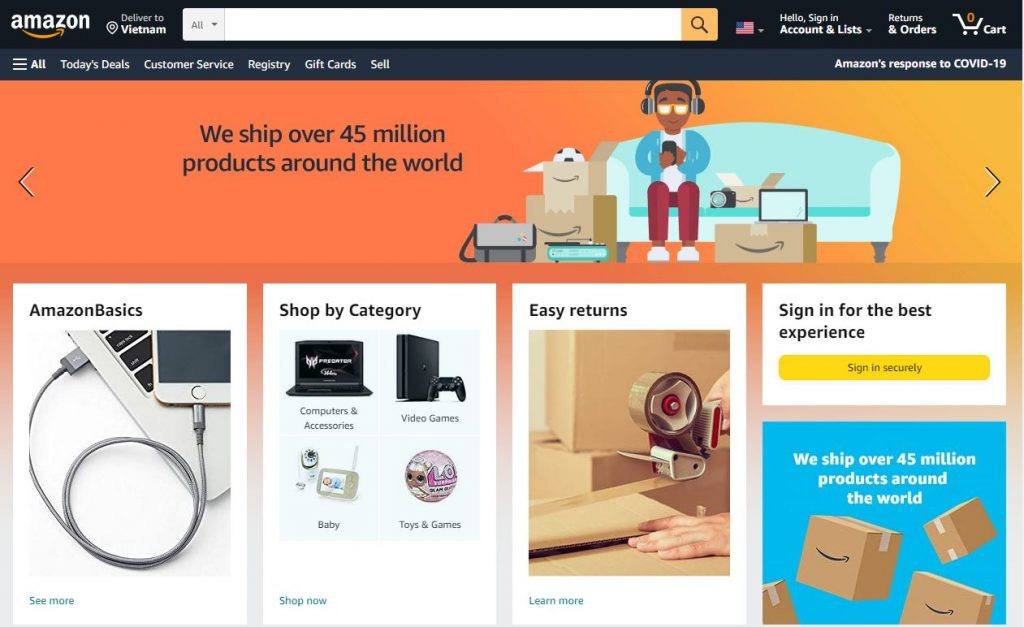 amazon
Deliver to
Vietnam
All
Hello, Sign in
Account & Lists
Returns
& Orders
0
Cart
All
Today's Deals
Customer Service
Registry
Gift Cards
Sell
Amazon's response to COVID-19
We ship over 45 million
products around the world
AmazonBasics
See more
Shop by Category
PREDATOR
Computers &
Accessories
Video Games
Baby
Toys & Games
Shop now
Easy returns
Learn more
Sign in for the best
experience
Sign in securely
We ship over 45 million
products around
the world